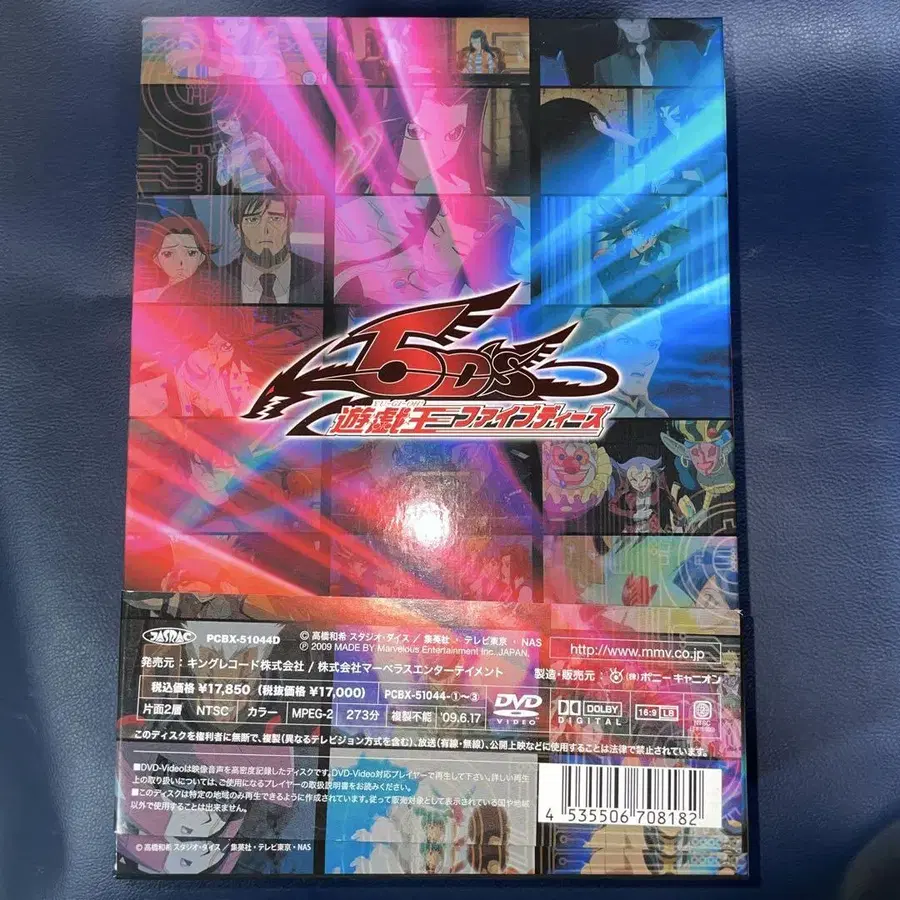 5D's
YU-GI-OH!
遊戯王ファイブディーズ
JASRAC
PCBX-51044D
© 高橋和希 スタジオ・ダイス / 集英社 ・ テレビ東京 ・ NAS
Ⓟ 2009 MADE BY Marvelous Entertainment Inc.,JAPAN.
http://www.mmv.co.jp
発売元：キングレコード株式会社 / 株式会社マーベラスエンターテイメント
製造・販売元： (株)ポニーキャニオン
税込価格 ¥17,850 (税抜価格 ¥17,000)
PCBX-51044-①〜③
DVD VIDEO
DOLBY DIGITAL
16:9 LB
片面2層 NTSC カラー MPEG-2 273分 複製不能 '09.6.17
このディスクを権利者に無断で、複製(異なるテレビジョン方式を含む)、放送(有線・無線)、公開上映などに使用することは法律で禁止されています。
■DVD-Videoは映像音声を高密度記録したディスクです。DVD-Video対応プレイヤーで再生して下さい。詳しい再生
上の取り扱いについては、ご使用になるプレイヤーの取扱説明書をお読みください。
■このディスクは特定の地域のみ再生できるように作成されています。従って販売対象として表示されている国や地域
以外で使用することは出来ません。
4 535506 708182
© 高橋和希 スタジオ・ダイス / 集英社・テレビ東京・NAS